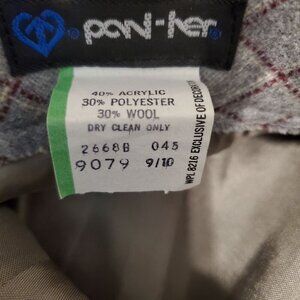 pant-her
40% ACRYLIC
30% POLYESTER
30% WOOL
DRY CLEAN ONLY
2668B 045
9079 9/10
WPL 8216 EXCLUSIVE OF DECORATION